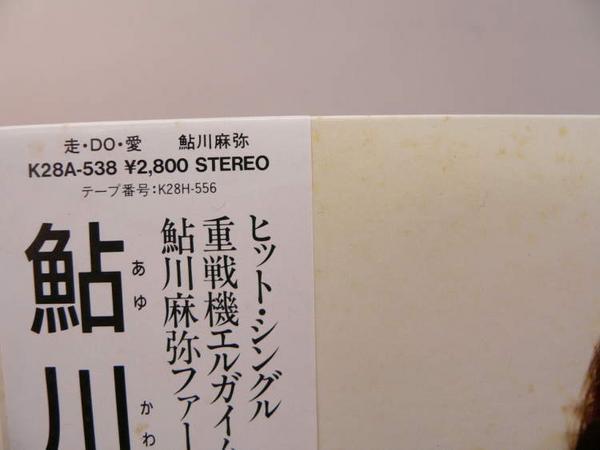 走・DO・愛 鮎川麻弥
K28A-538 ¥2,800 STEREO
テープ番号:K28H-556
ヒット・シングル
重戦機エルガイム
鮎川麻弥ファー
鮎川
あゆ
かわ